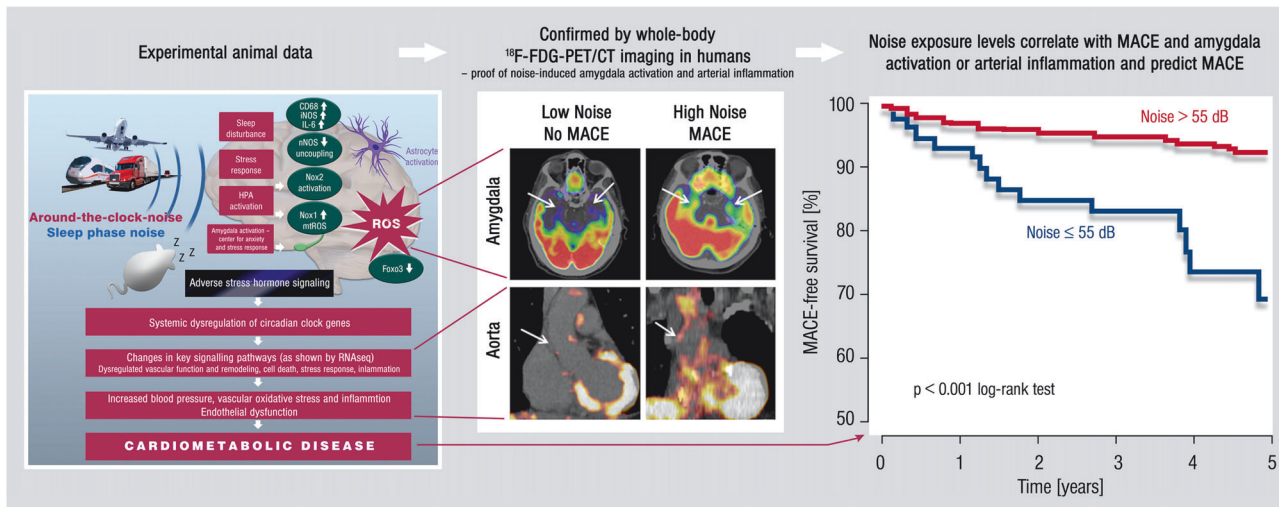 Experimental animal data
Sleep
disturbance
Stress
response
HPA
activation
Amygdala activation –
center for anxiety
and stress response
CD68 ⬆
iNOS ⬆
IL-6 ⬆
nNOS ⬇
uncoupling
Nox2
activation
Nox1 ⬆
mtROS
Astrocyte
activation
ROS
Foxo3 ⬇
Around-the-clock-noise
Sleep phase noise
Z
Z
Z
Adverse stress hormone signaling
Systemic dysregulation of circadian clock genes
Changes in key signalling pathways (as shown by RNAseq)
Dysregulated vascular function and remodeling, cell death, stress response, inlammation
Increased blood pressure, vascular oxidative stress and inflammtion
Endothelial dysfunction
CARDIOMETABOLIC DISEASE
Confirmed by whole-body
¹⁸F-FDG-PET/CT imaging in humans
– proof of noise-induced amygdala activation and arterial inflammation
Low Noise
No MACE
High Noise
MACE
Amygdala
Aorta
Noise exposure levels correlate with MACE and amygdala
activation or arterial inflammation and predict MACE
MACE-free survival [%]
100
90
80
70
60
50
Noise > 55 dB
Noise ≤ 55 dB
p < 0.001 log-rank test
0 1 2 3 4 5
Time [years]